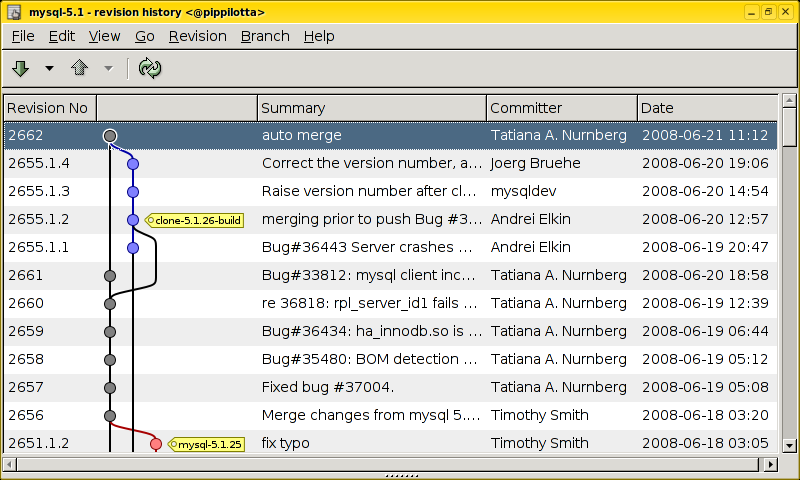 mysql-5.1 - revision history <@pippilotta>
File Edit View Go Revision Branch Help
Revision No Summary Committer Date
2662 auto merge Tatiana A. Nurnberg 2008-06-21 11:12
2655.1.4 Correct the version number, a... Joerg Bruehe 2008-06-20 19:06
2655.1.3 Raise version number after cl... mysqldev 2008-06-20 14:54
2655.1.2 clone-5.1.26-build merging prior to push Bug #3... Andrei Elkin 2008-06-20 12:57
2655.1.1 Bug#36443 Server crashes ... Andrei Elkin 2008-06-19 20:47
2661 Bug#33812: mysql client inc... Tatiana A. Nurnberg 2008-06-20 18:58
2660 re 36818: rpl_server_id1 fails ... Tatiana A. Nurnberg 2008-06-19 12:39
2659 Bug#36434: ha_innodb.so is ... Tatiana A. Nurnberg 2008-06-19 06:44
2658 Bug#35480: BOM detection ... Tatiana A. Nurnberg 2008-06-19 05:12
2657 Fixed bug #37004. Tatiana A. Nurnberg 2008-06-19 05:08
2656 Merge changes from mysql 5.... Timothy Smith 2008-06-18 03:20
2651.1.2 mysql-5.1.25 fix typo Timothy Smith 2008-06-18 03:05